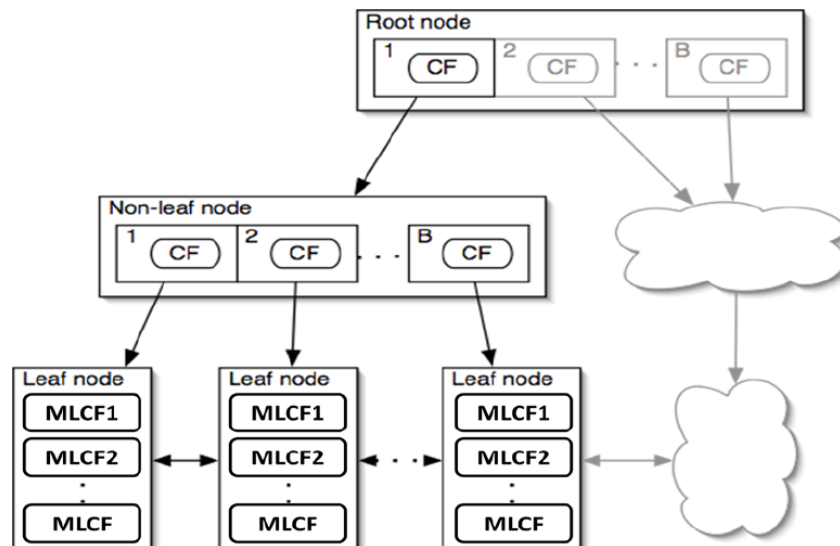 Root node
1 CF 2 CF . . . B CF
Non-leaf node
1 CF 2 CF . . . B CF
Leaf node Leaf node Leaf node
MLCF1 MLCF1 MLCF1
MLCF2 MLCF2 . . . MLCF2
MLCF MLCF MLCF